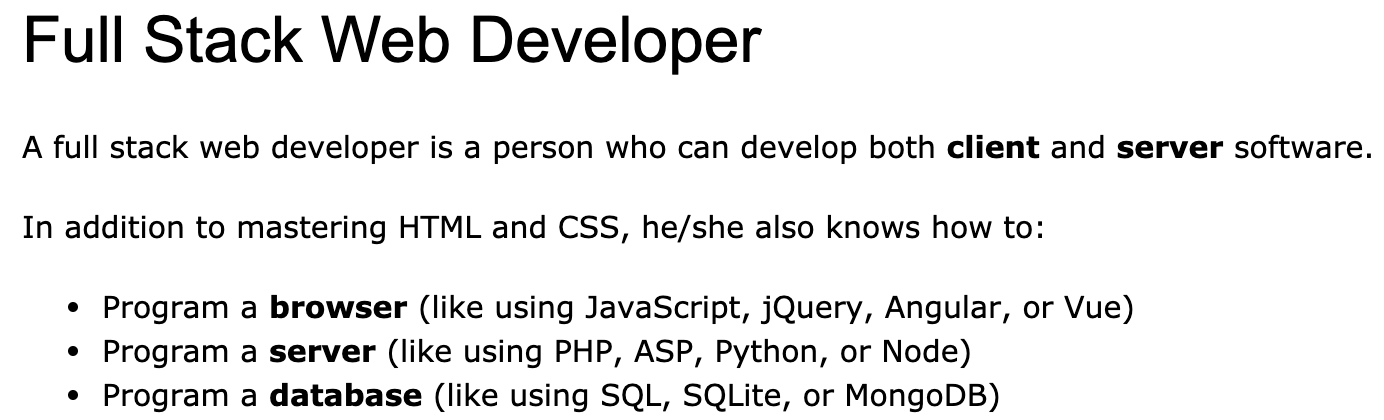 Full Stack Web Developer
A full stack web developer is a person who can develop both client and server software.
In addition to mastering HTML and CSS, he/she also knows how to:
• Program a browser (like using JavaScript, jQuery, Angular, or Vue)
• Program a server (like using PHP, ASP, Python, or Node)
• Program a database (like using SQL, SQLite, or MongoDB)